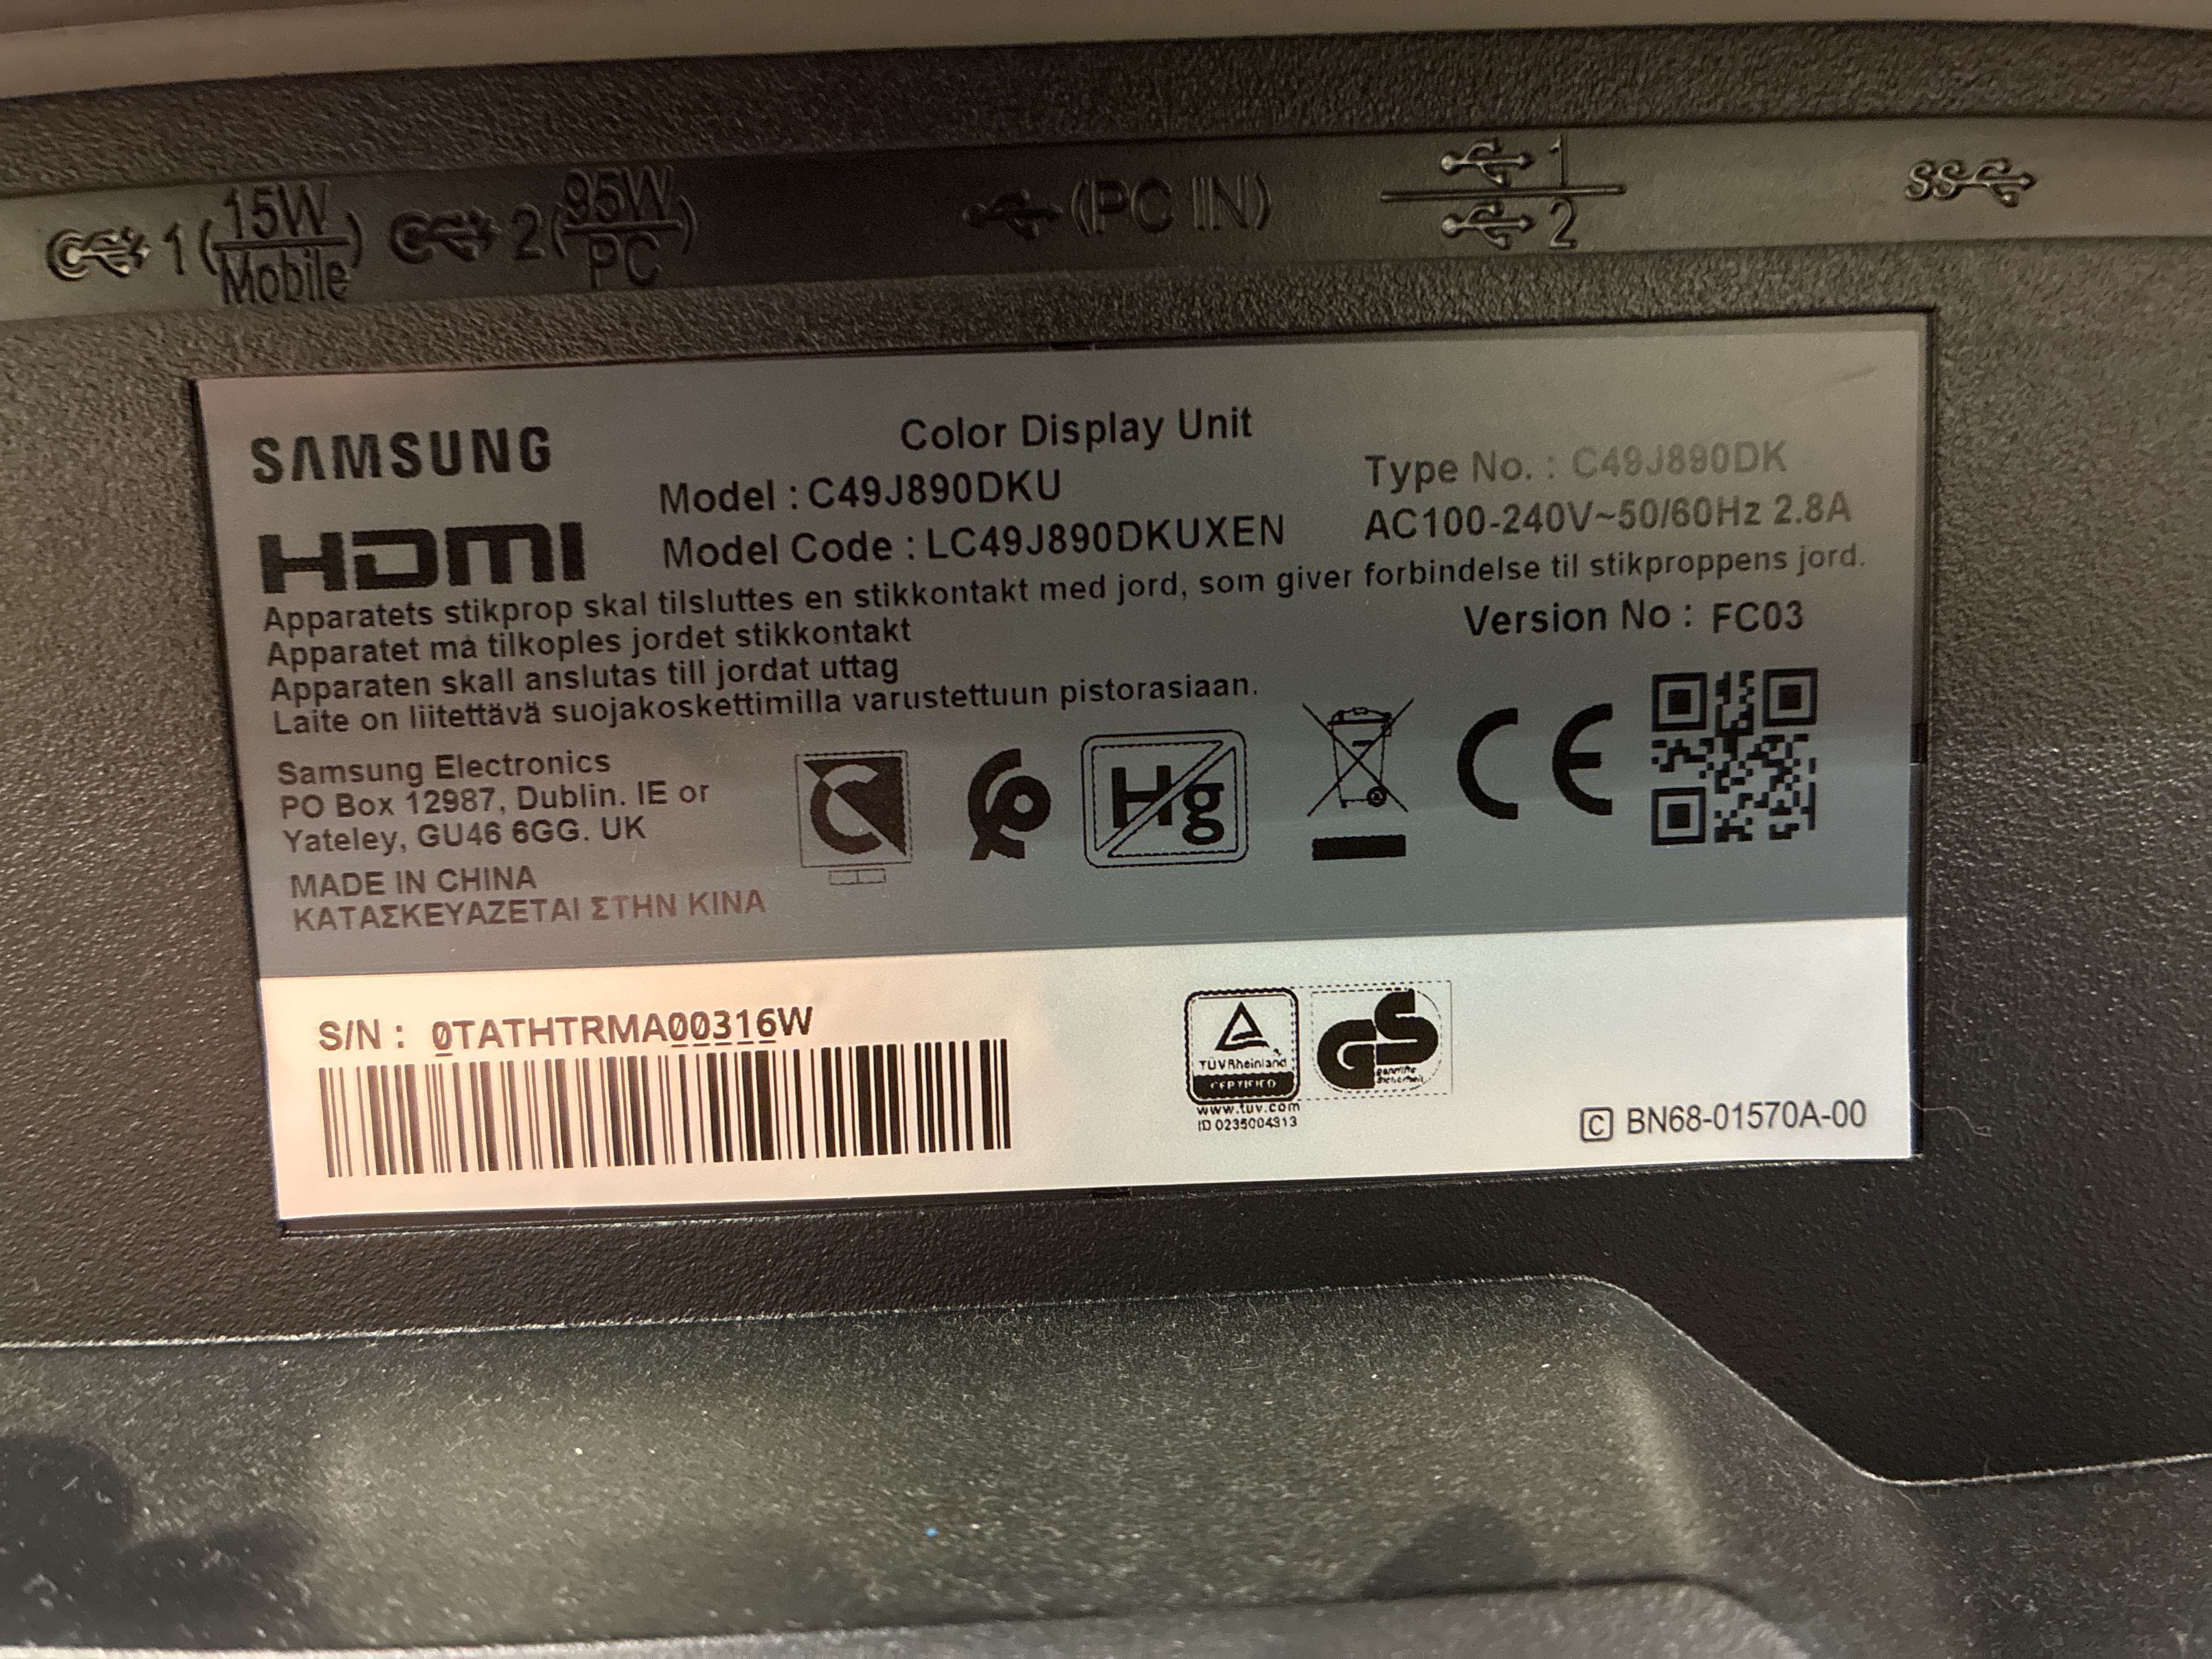 1 (15W Mobile) 2 (95W PC) (PC IN) 1 2 SS
SAMSUNG
Color Display Unit
HDMI
Model : C49J890DKU
Type No. : C49J890DK
Model Code : LC49J890DKUXEN
AC100-240V~50/60Hz 2.8A
Apparatets stikprop skal tilsluttes en stikkontakt med jord, som giver forbindelse til stikproppens jord.
Apparatet må tilkoples jordet stikkontakt
Version No : FC03
Apparaten skall anslutas till jordat uttag
Laite on liitettävä suojakoskettimilla varustettuun pistorasiaan.
Samsung Electronics
PO Box 12987, Dublin. IE or
Yateley, GU46 6GG. UK
Hg
CE
MADE IN CHINA
ΚΑΤΑΣΚΕΥΑΖΕΤΑΙ ΣΤΗΝ ΚΙΝΑ
S/N : 0TATHTRMA00316W
TÜVRheinland
CERTIFIED
www.tuv.com
ID 0235004313
GS
geprüfte
Sicherheit
C BN68-01570A-00